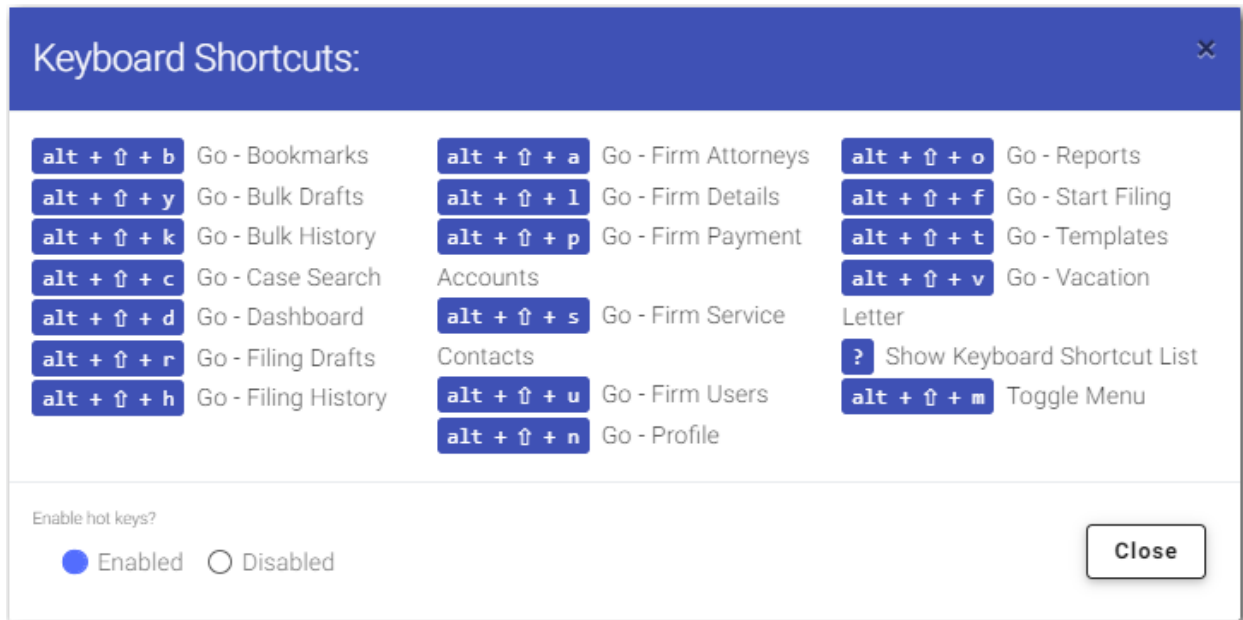 Keyboard Shortcuts:
×
alt + ⇧ + b Go - Bookmarks
alt + ⇧ + y Go - Bulk Drafts
alt + ⇧ + k Go - Bulk History
alt + ⇧ + c Go - Case Search
alt + ⇧ + d Go - Dashboard
alt + ⇧ + r Go - Filing Drafts
alt + ⇧ + h Go - Filing History
alt + ⇧ + a Go - Firm Attorneys
alt + ⇧ + l Go - Firm Details
alt + ⇧ + p Go - Firm Payment
Accounts
alt + ⇧ + s Go - Firm Service
Contacts
alt + ⇧ + u Go - Firm Users
alt + ⇧ + n Go - Profile
alt + ⇧ + o Go - Reports
alt + ⇧ + f Go - Start Filing
alt + ⇧ + t Go - Templates
alt + ⇧ + v Go - Vacation
Letter
? Show Keyboard Shortcut List
alt + ⇧ + m Toggle Menu
Enable hot keys?
Enabled Disabled
Close